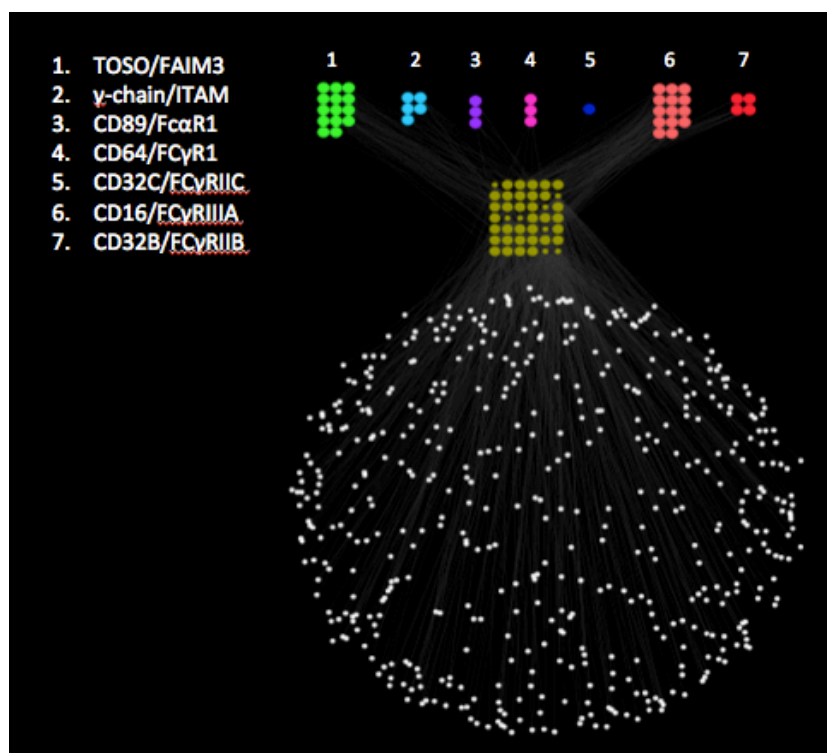 1. TOSO/FAIM3
2. γ-chain/ITAM
3. CD89/FcαR1
4. CD64/FCγR1
5. CD32C/FCγRIIC
6. CD16/FCγRIIIA
7. CD32B/FCγRIIB
1 2 3 4 5 6 7